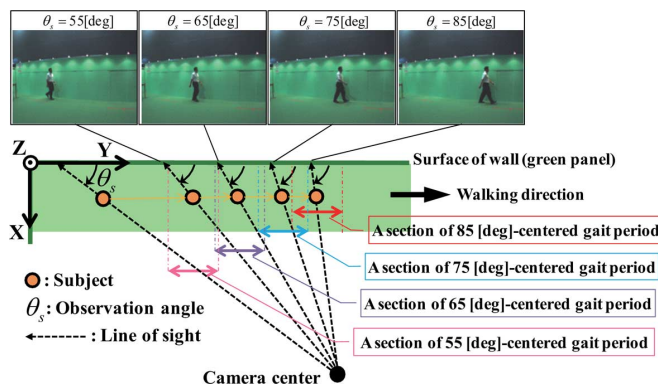 θs = 55[deg] θs = 65[deg] θs = 75[deg] θs = 85[deg]
Z Y
Surface of wall (green panel)
θs
Walking direction
X
A section of 85 [deg]-centered gait period
A section of 75 [deg]-centered gait period
: Subject
θs: Observation angle
A section of 65 [deg]-centered gait period
: Line of sight
A section of 55 [deg]-centered gait period
Camera center